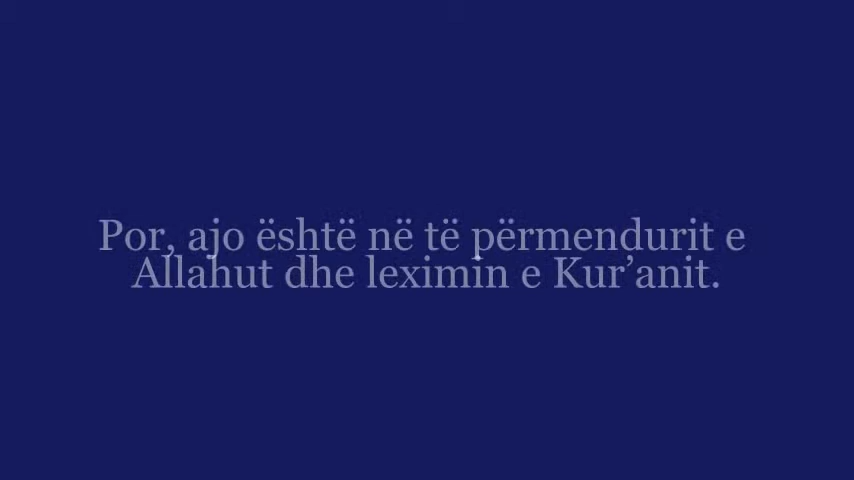 Por, ajo është në të përmendurit e
Allahut dhe leximin e Kur’anit.